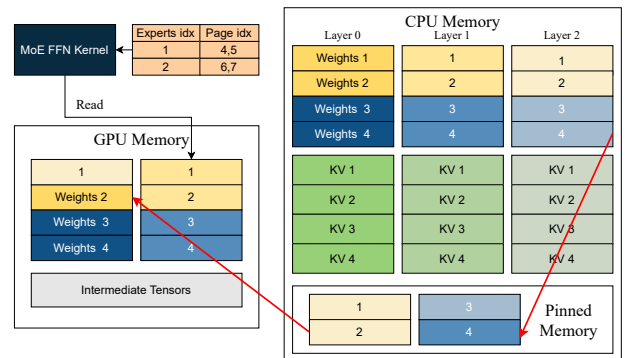 MoE FFN Kernel
Experts idx Page idx
1 4,5
2 6,7
Read
GPU Memory
1 1
Weights 2 2
Weights 3 3
Weights 4 4
Intermediate Tensors
CPU Memory
Layer 0 Layer 1 Layer 2
Weights 1 1 1
Weights 2 2 2
Weights 3 3 3
Weights 4 4 4
KV 1 KV 1 KV 1
KV 2 KV 2 KV 2
KV 3 KV 3 KV 3
KV 4 KV 4 KV 4
1 3
2 4
Pinned
Memory